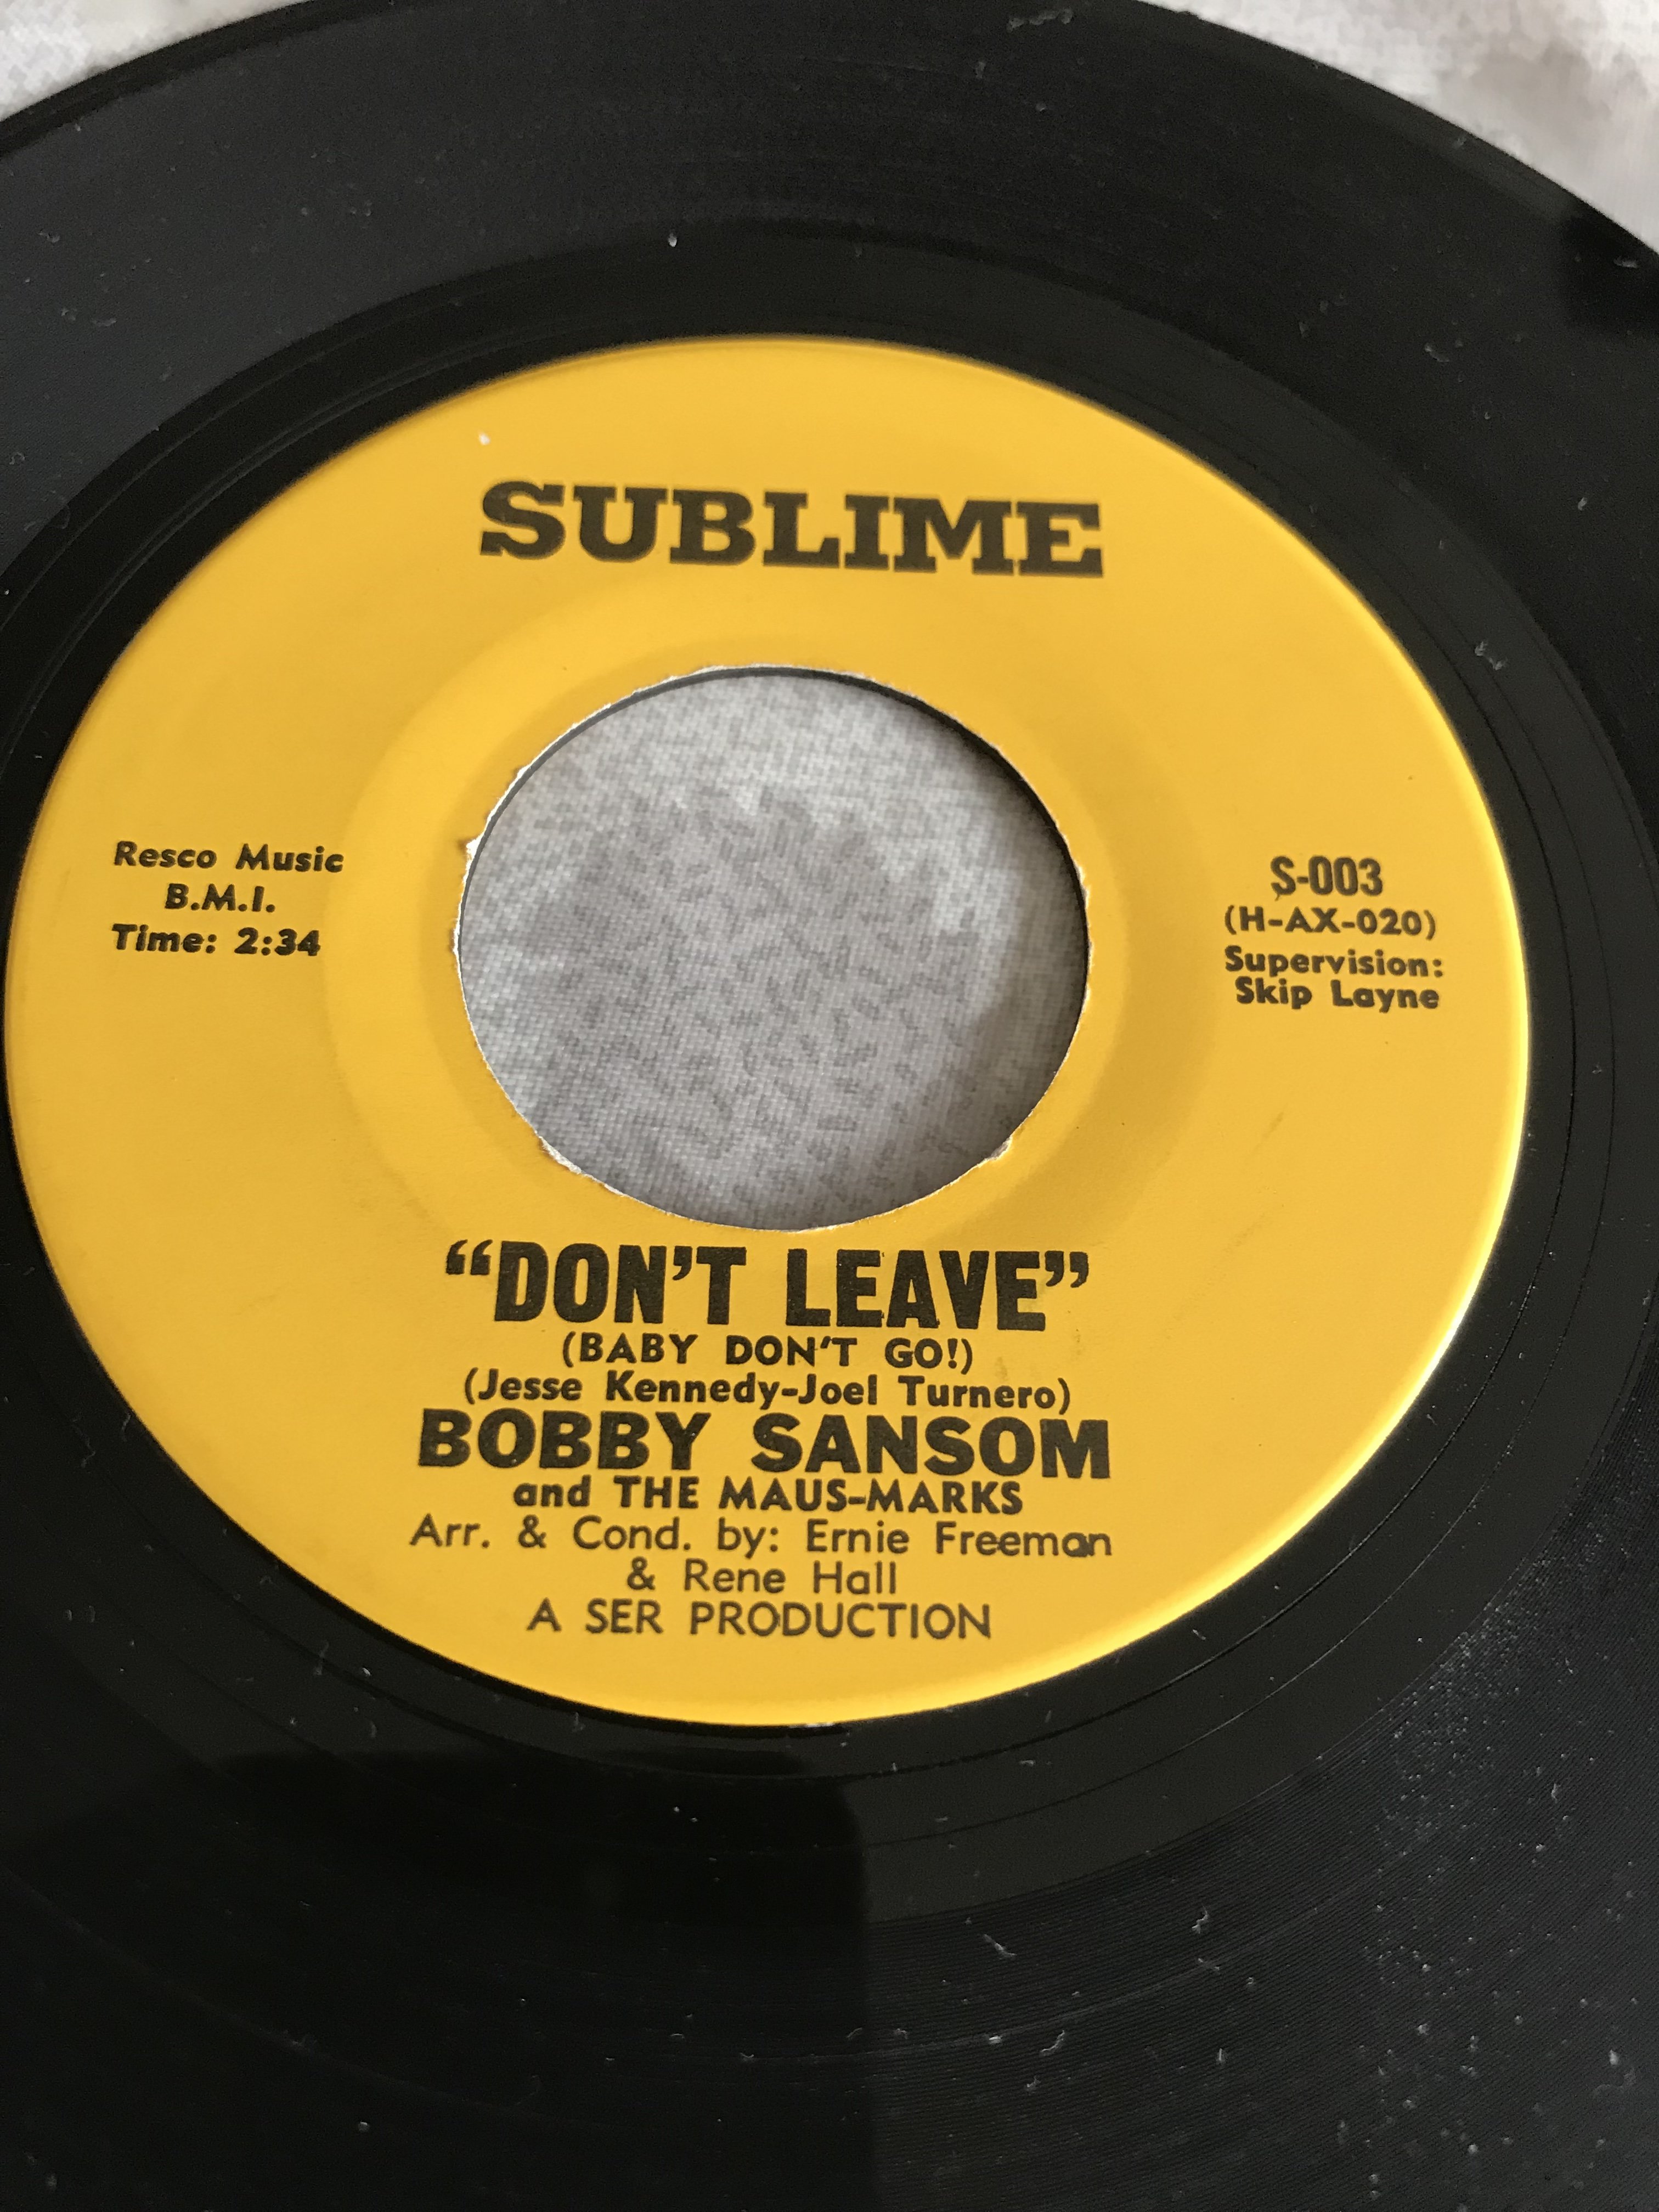 SUBLIME
Resco Music
B.M.I.
Time: 2:34
S-003
(H-AX-020)
Supervision:
Skip Layne
“DON’T LEAVE”
(BABY DON’T GO!)
(Jesse Kennedy-Joel Turnero)
BOBBY SANSOM
and THE MAUS-MARKS
Arr. & Cond. by: Ernie Freeman
& Rene Hall
A SER PRODUCTION